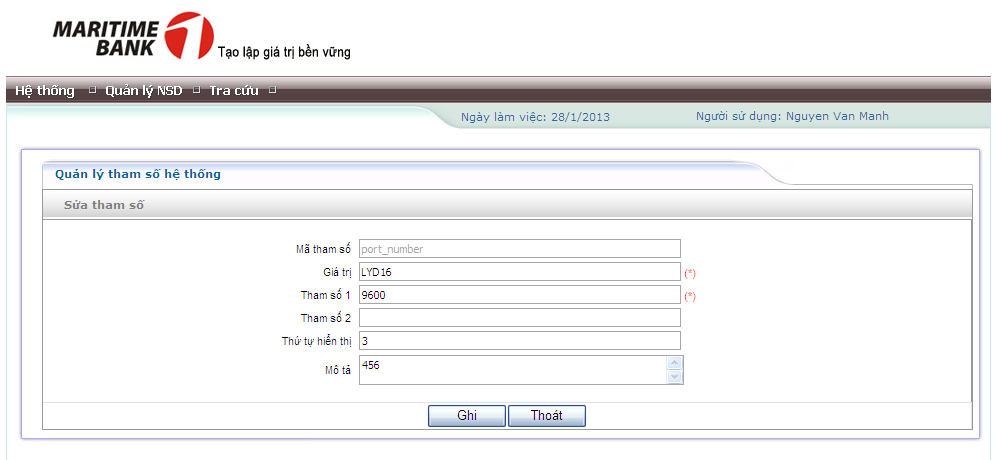 MARITIME
BANK
Tạo lập giá trị bền vững
Hệ thống Quản lý NSD Tra cứu
Ngày làm việc: 28/1/2013 Người sử dụng: Nguyen Van Manh
Quản lý tham số hệ thống
Sửa tham số
Mã tham số port_number
Giá trị LYD16 (*)
Tham số 1 9600 (*)
Tham số 2
Thứ tự hiển thị 3
Mô tả 456
Ghi Thoát